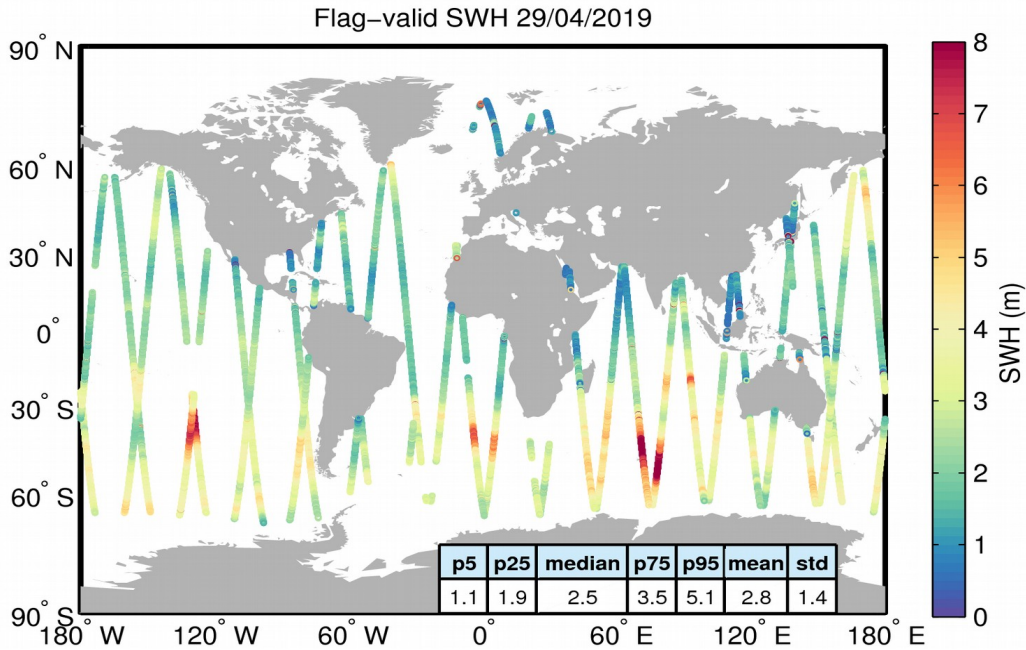 Flag−valid SWH 29/04/2019
90° N
60° N
30° N
0°
30° S
60° S
90° S
180° W
120° W
60° W
0°
60° E
120° E
180° E
p5 p25 median p75 p95 mean std
1.1 1.9 2.5 3.5 5.1 2.8 1.4
8
7
6
5
4
3
2
1
0
SWH (m)